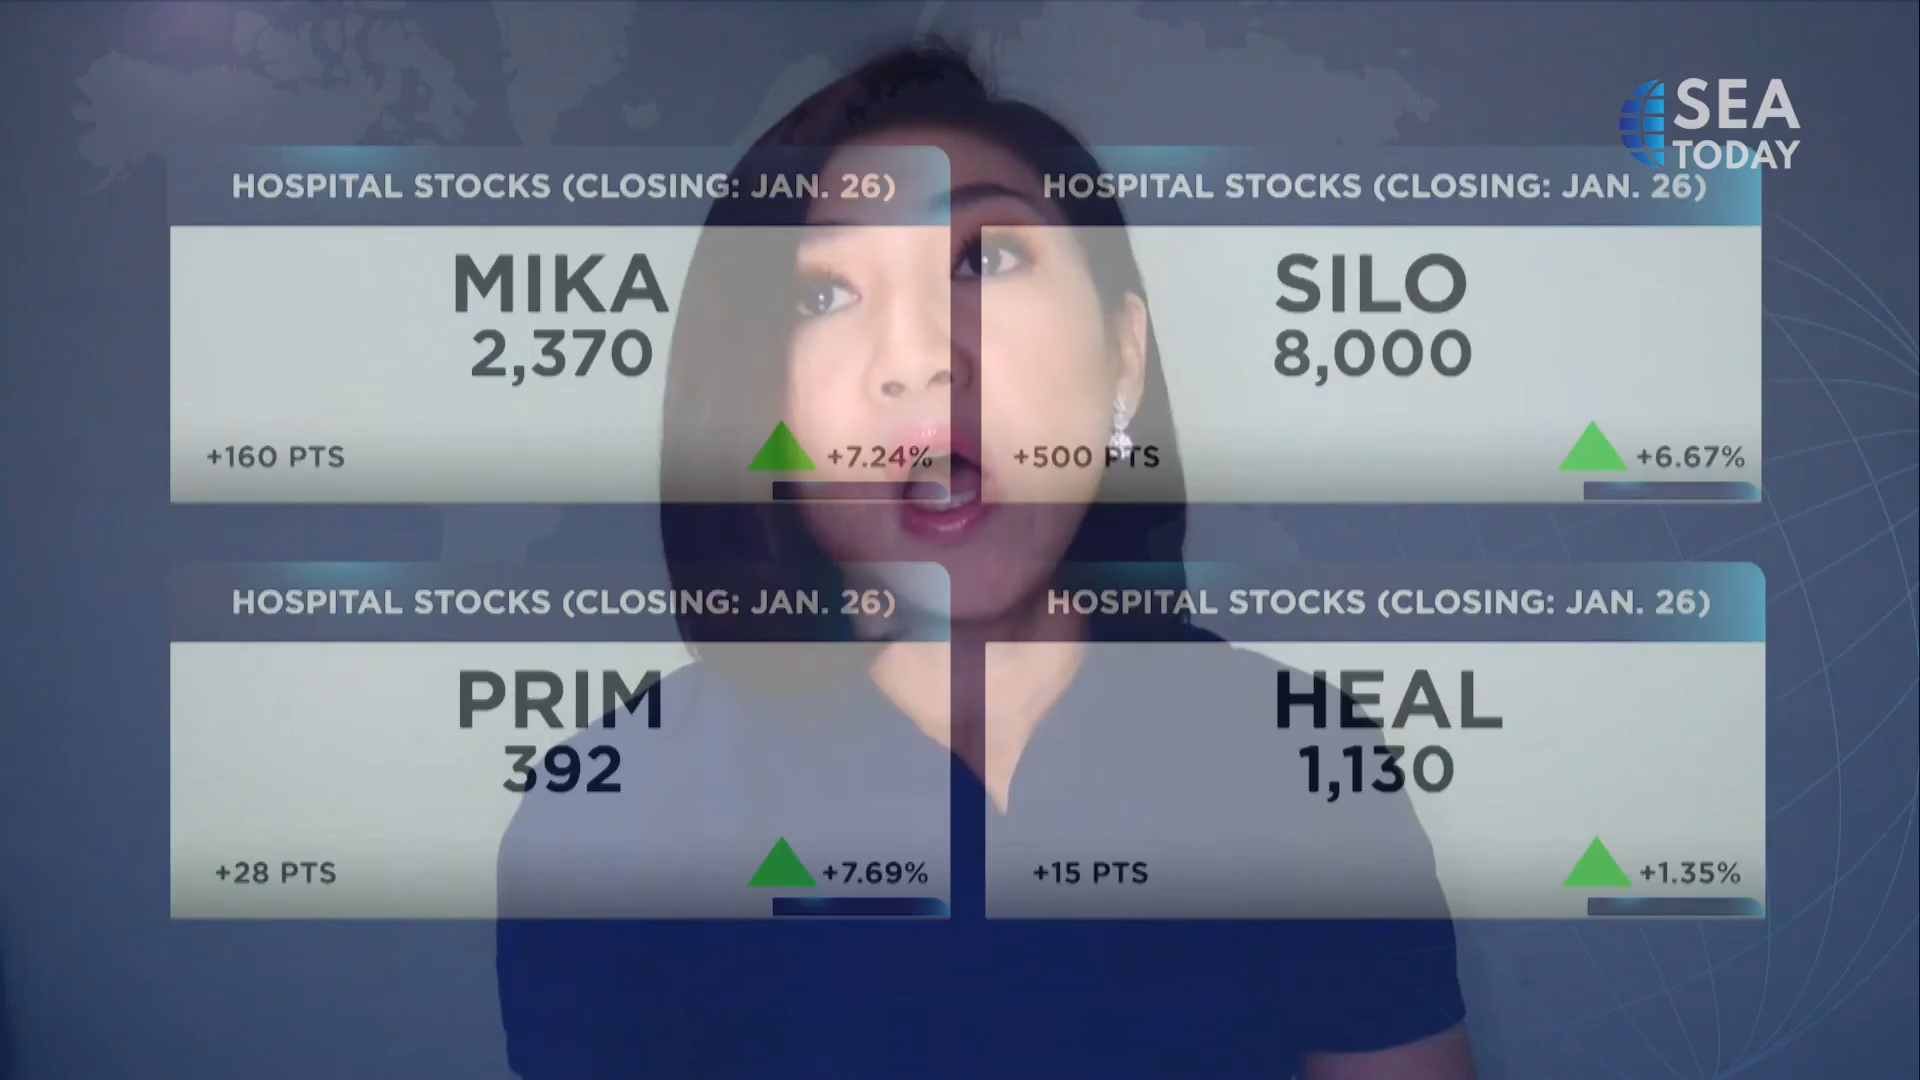 SEA
TODAY
HOSPITAL STOCKS (CLOSING: JAN. 26)
MIKA
2,370
+160 PTS
+7.24%
HOSPITAL STOCKS (CLOSING: JAN. 26)
SILO
8,000
+500 PTS
+6.67%
HOSPITAL STOCKS (CLOSING: JAN. 26)
PRIM
392
+28 PTS
+7.69%
HOSPITAL STOCKS (CLOSING: JAN. 26)
HEAL
1,130
+15 PTS
+1.35%